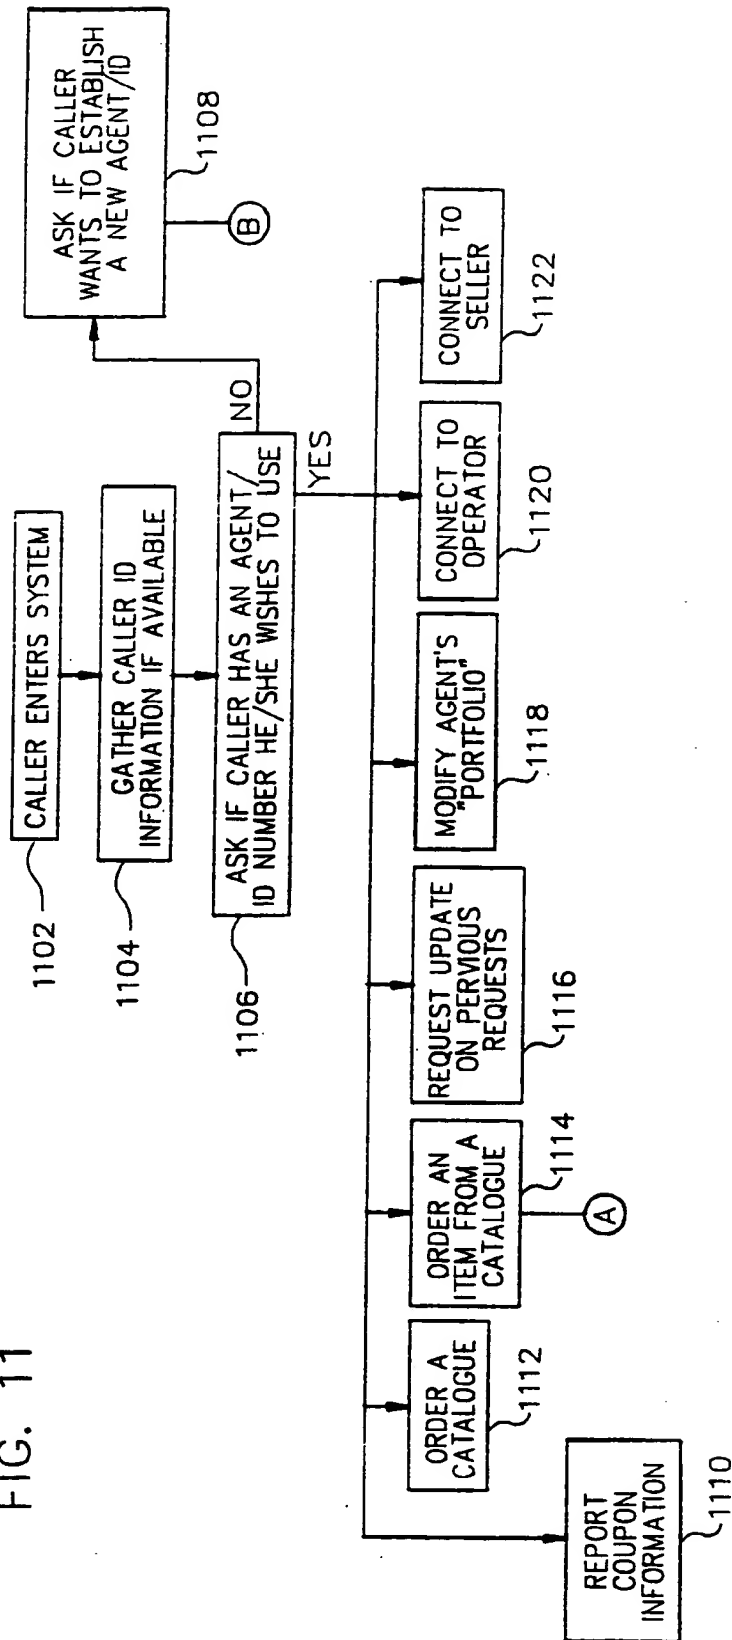 FIG. 11
CALLER ENTERS SYSTEM
1102
GATHER CALLER ID
INFORMATION IF AVAILABLE
1104
ASK IF CALLER HAS AN AGENT/
ID NUMBER HE/SHE WISHES TO USE
1106
NO
YES
ASK IF CALLER
WANTS TO ESTABLISH
A NEW AGENT/ID
1108
B
REPORT
COUPON
INFORMATION
1110
ORDER A
CATALOGUE
1112
ORDER AN
ITEM FROM A
CATALOGUE
1114
A
REQUEST UPDATE
ON PERVIOUS
REQUESTS
1116
MODIFY AGENT'S
"PORTFOLIO"
1118
CONNECT TO
OPERATOR
1120
CONNECT TO
SELLER
1122